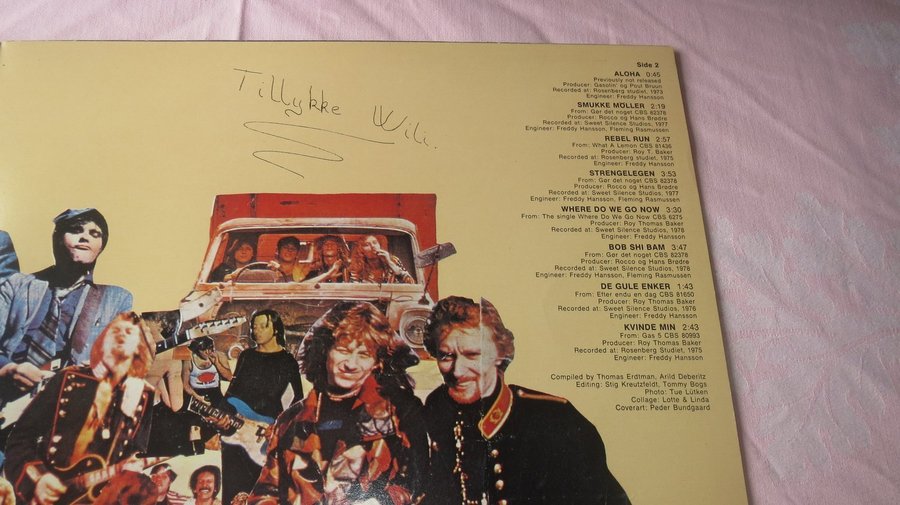 Tillykke Wili.
Side 2
ALOHA 0:45
Previously not released
Producer: Gasolin' og Poul Bruun
Recorded at: Rosenberg studiet, 1973
Engineer: Freddy Hansson
SMUKKE MØLLER 2:19
From: Gør det noget CBS 82378
Producer: Rocco og Hans Brødre
Recorded at: Sweet Silence Studios, 1977
Engineer: Freddy Hansson, Fleming Rasmussen
REBEL RUN 2:57
From: What A Lemon CBS 81436
Producer: Roy T. Baker
Recorded at: Rosenberg studiet, 1975
Engineer: Freddy Hansson
STRENGELEGEN 3:53
From: Gør det noget CBS 82378
Producer: Rocco og Hans Brødre
Recorded at: Sweet Silence Studios, 1977
Engineer: Freddy Hansson, Fleming Rasmussen
WHERE DO WE GO NOW 3:30
From: The single Where Do We Go Now CBS 6275
Producer: Roy Thomas Baker
Recorded at: Sweet Silence Studios, 1978
Engineer: Freddy Hansson
BOB SHI BAM 3:47
From: Gør det noget CBS 82378
Producer: Rocco og Hans Brødre
Recorded at: Sweet Silence Studios, 1978
Engineer: Freddy Hansson, Fleming Rasmussen
DE GULE ENKER 1:43
From: Efter endnu en dag CBS 81650
Producer: Roy Thomas Baker
Recorded at: Sweet Silence Studios, 1976
Engineer: Freddy Hansson
KVINDE MIN 2:43
From: Gas 5 CBS 80993
Producer: Roy Thomas Baker
Recorded at: Rosenberg Studiet, 1975
Engineer: Freddy Hansson
Compiled by: Thomas Erdtman, Arild Deberitz
Editing: Stig Kreutzfeldt, Tommy Bogs
Photo: Tue Lütken
Collage: Lotte & Linda
Coverart: Peder Bundgaard